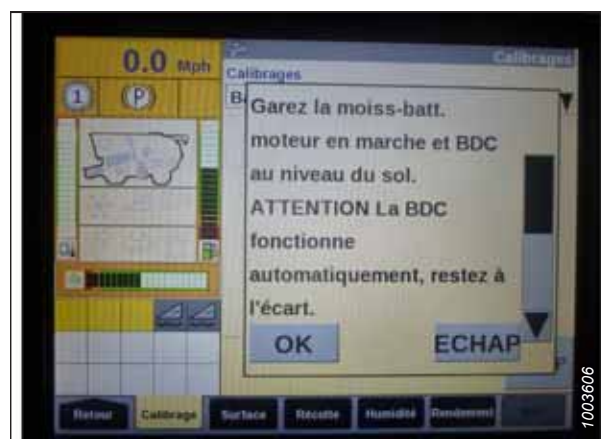 0.0 Mph
Calibrages
Calibrages
1
P
B
Garez la moiss-batt.
moteur en marche et BDC
au niveau du sol.
ATTENTION La BDC
fonctionne
automatiquement, restez à
l'écart.
OK
ECHAP
P
Retour
Calibrage
Surface
Récolte
Humidité
Rendement
1003606